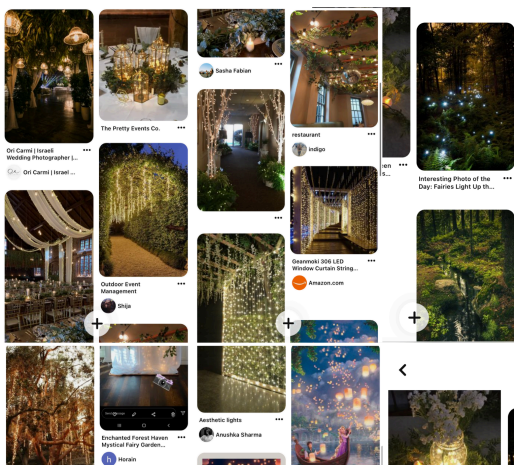 Ori Carmi | Israeli
Wedding Photographer |...
Ori Carmi | Israel ...
The Pretty Events Co.
Outdoor Event
Management
Shija
Sasha Fabian
restaurant
indigo
Geanmoki 306 LED
Window Curtain String...
Amazon.com
Interesting Photo of the
Day: Fairies Light Up th...
Enchanted Forest Haven
Mystical Fairy Garden...
h Horain
Aesthetic lights
Anushka Sharma